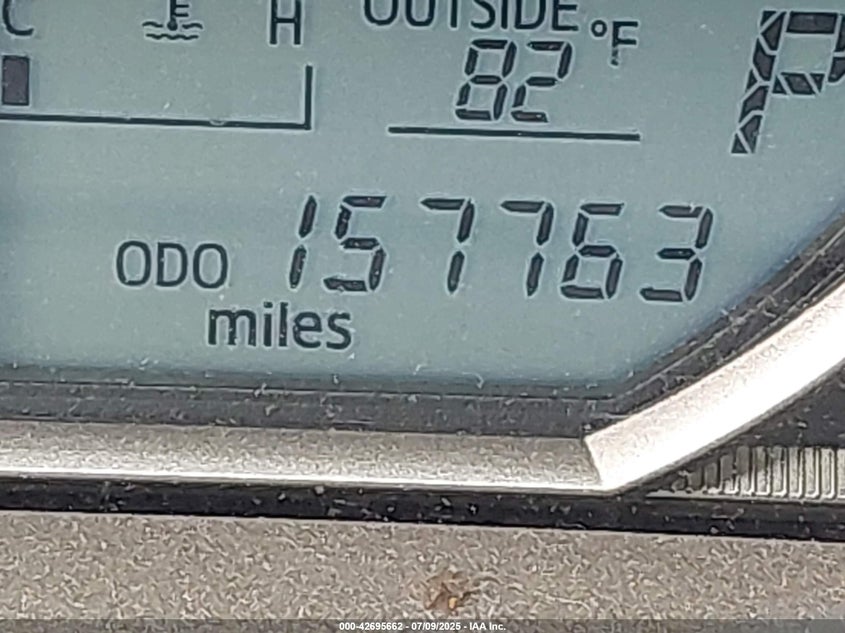 C H OUTSIDE
82 °F P
ODO 157763
miles
000-42695662 - 07/09/2025 - IAA Inc.